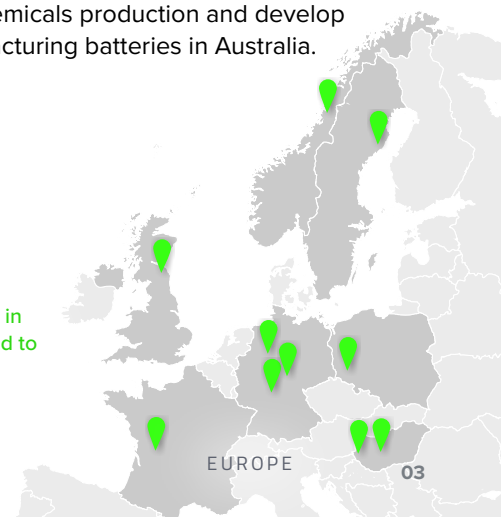 emicals production and develop
cturing batteries in Australia.
in
d to
EUROPE
03